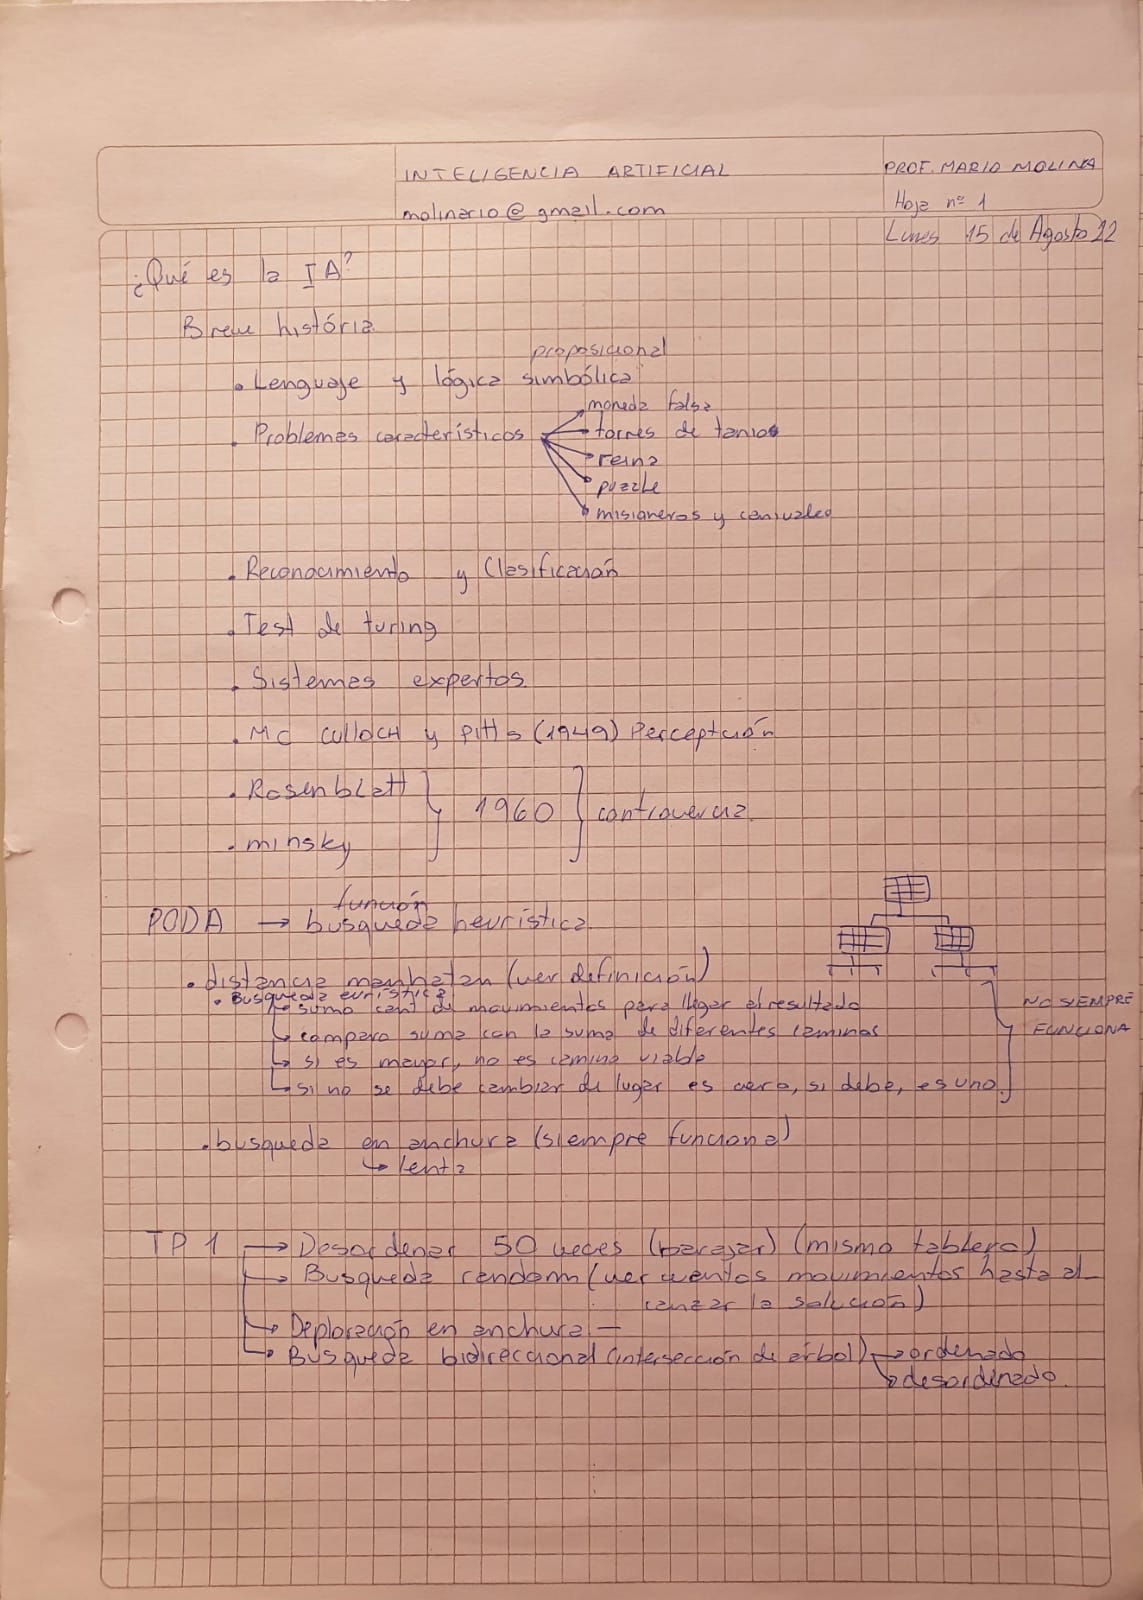 INTELIGENCIA ARTIFICIAL
PROF. MARIO MOLINA
molinario@gmail.com
Hoja nº 1
Lunes 15 de Agosto 22
¿Qué es la IA?
Breve história
proposicional
• Lenguaje y lógica simbólica
• Problemas característicos
moneda falsa
torres de tanios
reina
puzzle
misioneros y canivales
• Reconocimiento y Clasificación
• Test de turing
• Sistemas expertos
• MC CULLOCH y PITTS (1949) Perceptrón
• Rosenblatt
• minsky
1960
controvercia
función
PODA → busqueda heurística
• distancia manhatan (ver definición)
• Busqueda eurística
↳ suma cant de movimientos para llegar al resultado
↳ compara suma con la suma de diferentes caminos
↳ si es mayor, no es camino viable
↳ si no se debe cambiar de lugar es cero, si debe, es uno
NO SIEMPRE
FUNCIONA
• busqueda en anchura (siempre funciona)
↳ lenta
TP 1 → Desordenar 50 veces (barajar) (mismo tablero)
→ Busqueda random (ver cuentos movimientos hasta al
canzar la solución)
↳ Deploración en anchura —
↳ Busqueda bidireccional (intersección de árbol) → ordenado
↳ desordenado